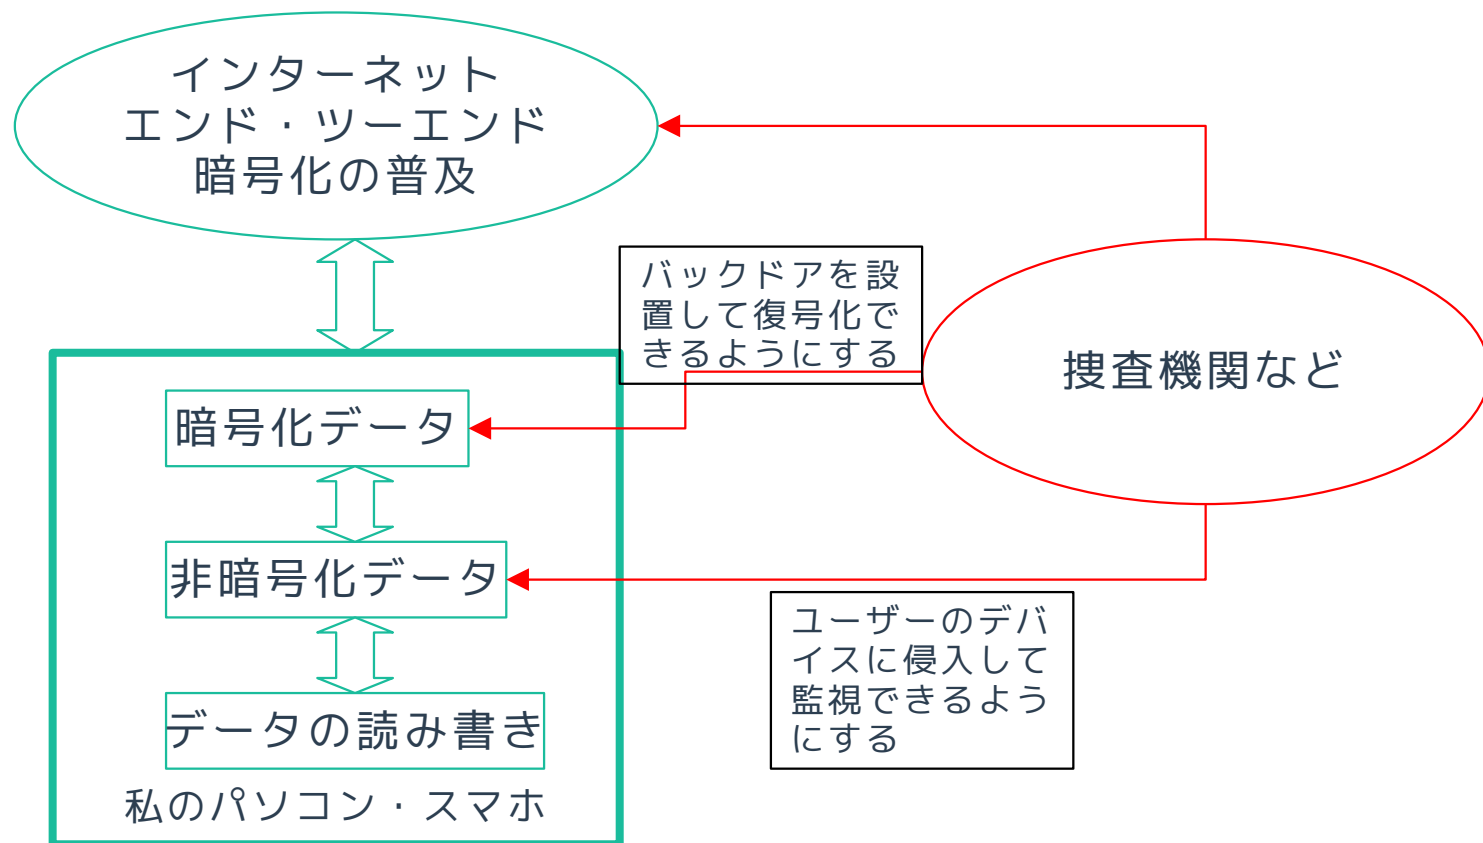 インターネット
エンド・ツーエンド
暗号化の普及
バックドアを設
置して復号化で
きるようにする
捜査機関など
暗号化データ
非暗号化データ
ユーザーのデバ
イスに侵入して
監視できるよう
にする
データの読み書き
私のパソコン・スマホ